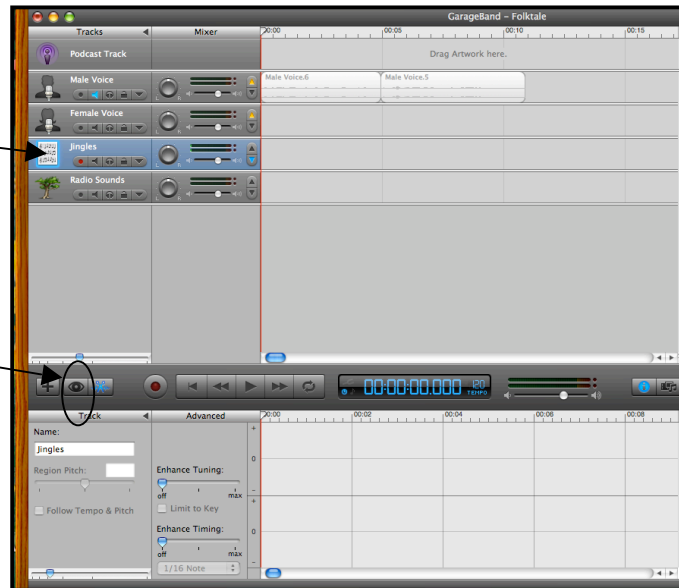 GarageBand – Folktale
Tracks Mixer 00:00 00:05 00:10 00:15
Podcast Track Drag Artwork here.
Male Voice Male Voice.6 Male Voice.5
L R
Female Voice
L R
Jingles
L R
Radio Sounds
L R
00:00:00.000 120
TEMPO
Track Advanced 00:00 00:02 00:04 00:06 00:08
Name:
Jingles
Region Pitch: Enhance Tuning:
off max
Follow Tempo & Pitch Limit to Key
Enhance Timing:
off max
1/16 Note
+
0
-
+
0
-